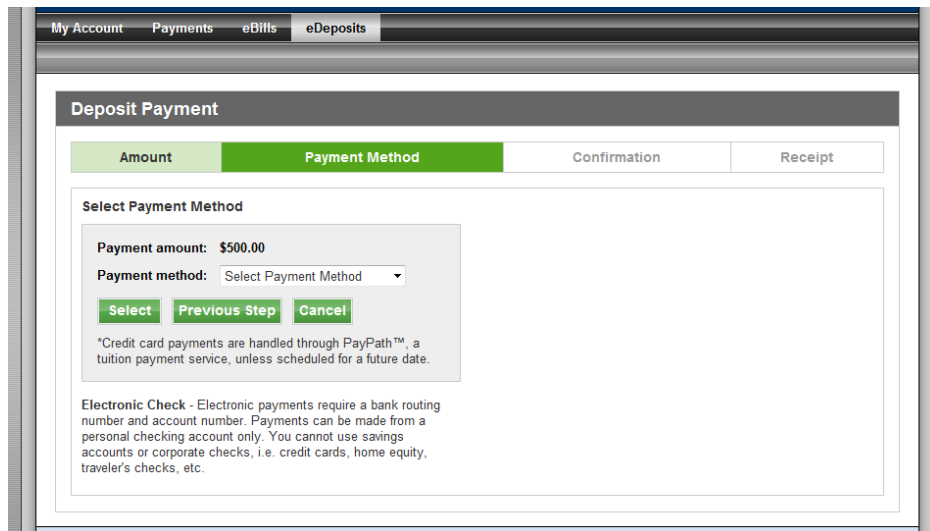 My Account Payments eBills eDeposits
Deposit Payment
Amount Payment Method Confirmation Receipt
Select Payment Method
Payment amount: $500.00
Payment method: Select Payment Method
Select Previous Step Cancel
*Credit card payments are handled through PayPath™, a
tuition payment service, unless scheduled for a future date.
Electronic Check - Electronic payments require a bank routing
number and account number. Payments can be made from a
personal checking account only. You cannot use savings
accounts or corporate checks, i.e. credit cards, home equity,
traveler's checks, etc.